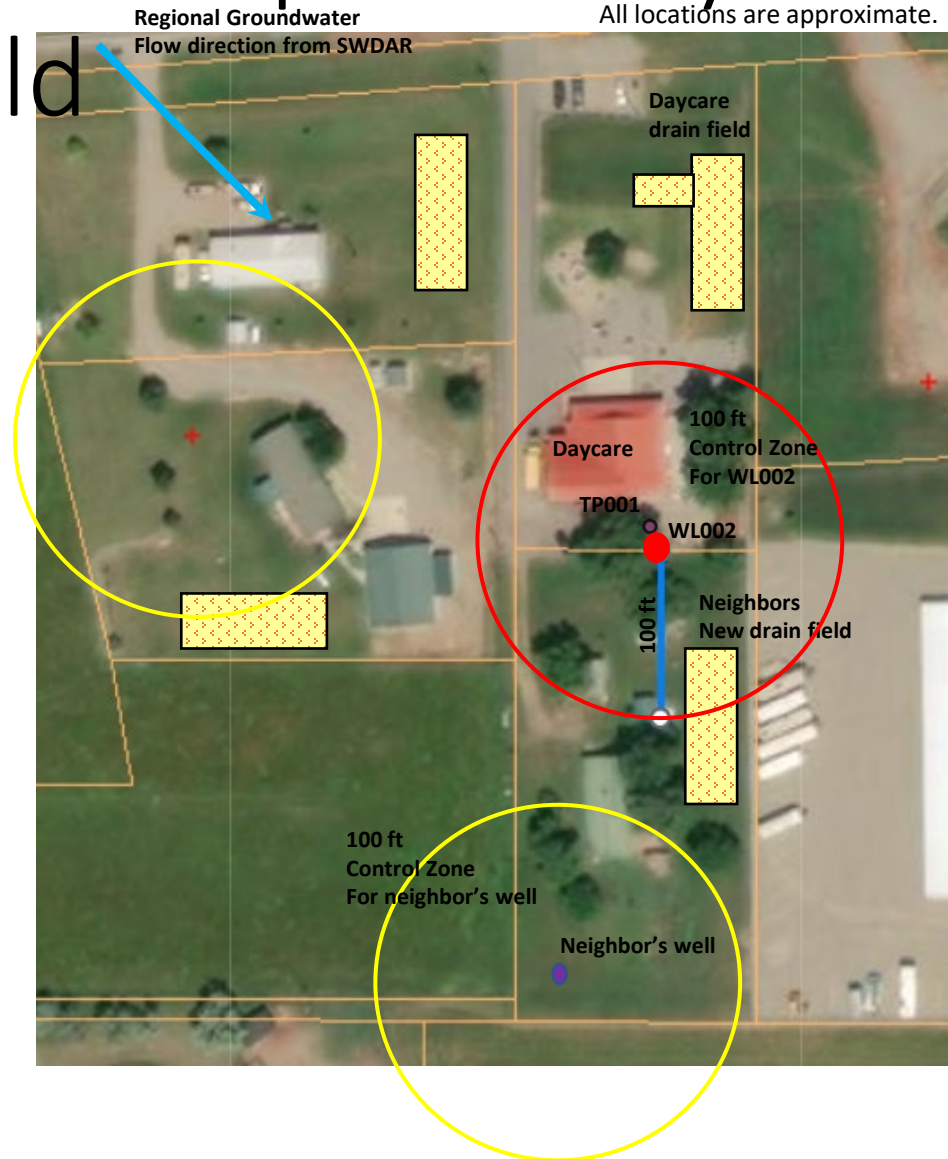 Regional Groundwater
Flow direction from SWDAR
All locations are approximate.
ld
Daycare
drain field
100 ft
Control Zone
For WL002
Daycare
TP001
WL002
100 ft
Neighbors
New drain field
100 ft
Control Zone
For neighbor's well
Neighbor's well